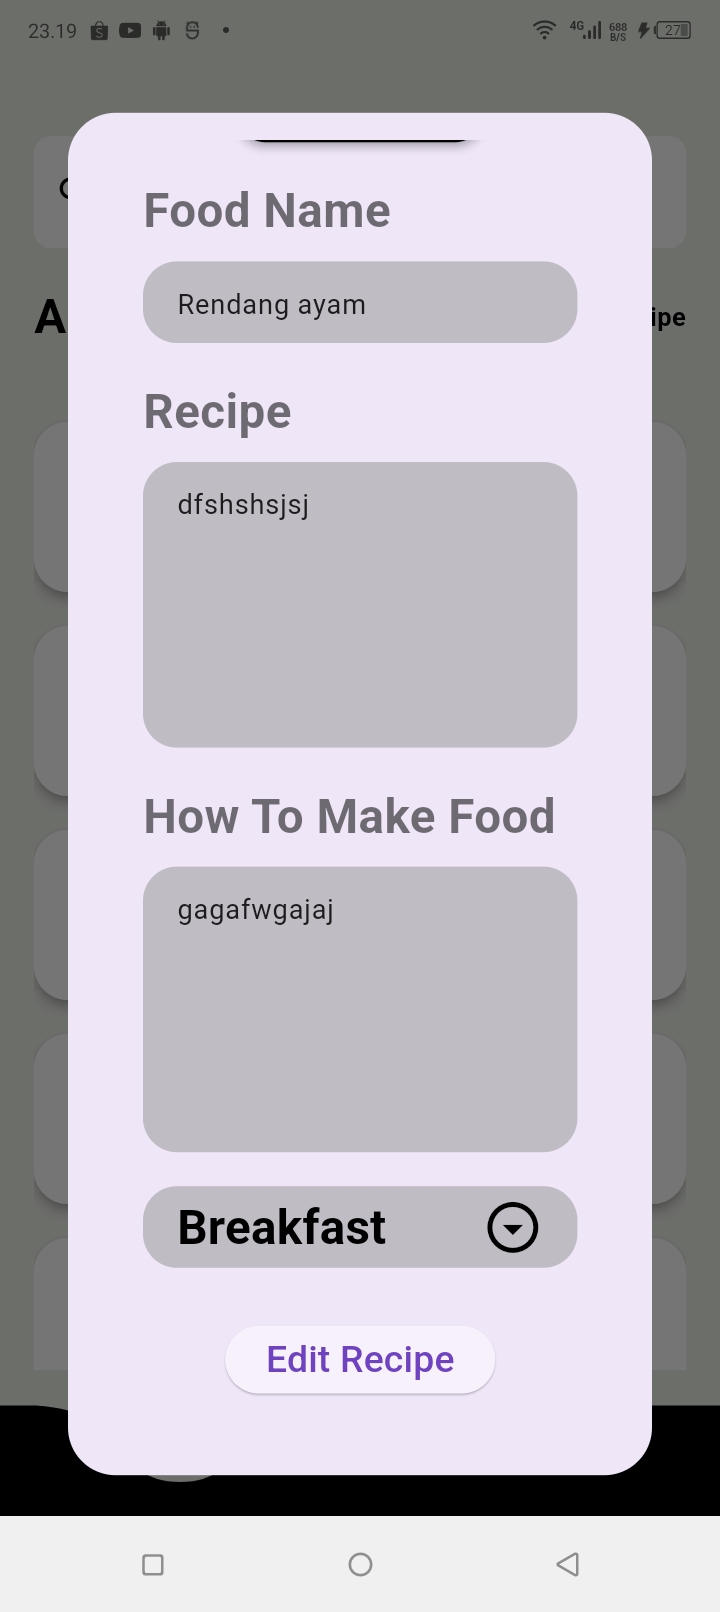 23.19
4G
688
B/S
27
Food Name
Rendang ayam
A
ipe
Recipe
dfshshsjsj
How To Make Food
gagafwgajaj
Breakfast
Edit Recipe